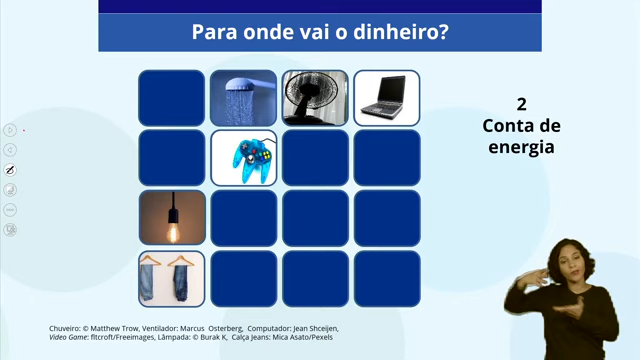 Para onde vai o dinheiro?
2
Conta de
energia
Chuveiro: © Matthew Trow, Ventilador: Marcus Osterberg, Computador: Jean Shceijen,
Video Game: fltcroft/Freeimages, Lâmpada: © Burak K, Calça Jeans: Mica Asato/Pexels